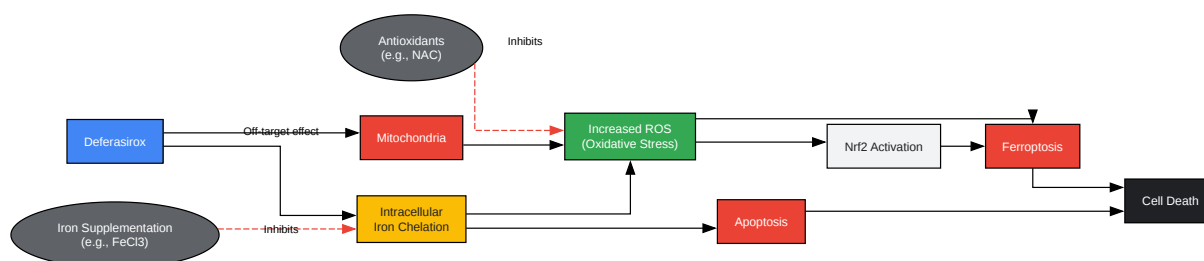 Antioxidants
(e.g., NAC)
Inhibits
Deferasirox
Off-target effect
Mitochondria
Increased ROS
(Oxidative Stress)
Nrf2 Activation
Ferroptosis
Iron Supplementation
(e.g., FeCl3)
Inhibits
Intracellular
Iron Chelation
Apoptosis
Cell Death